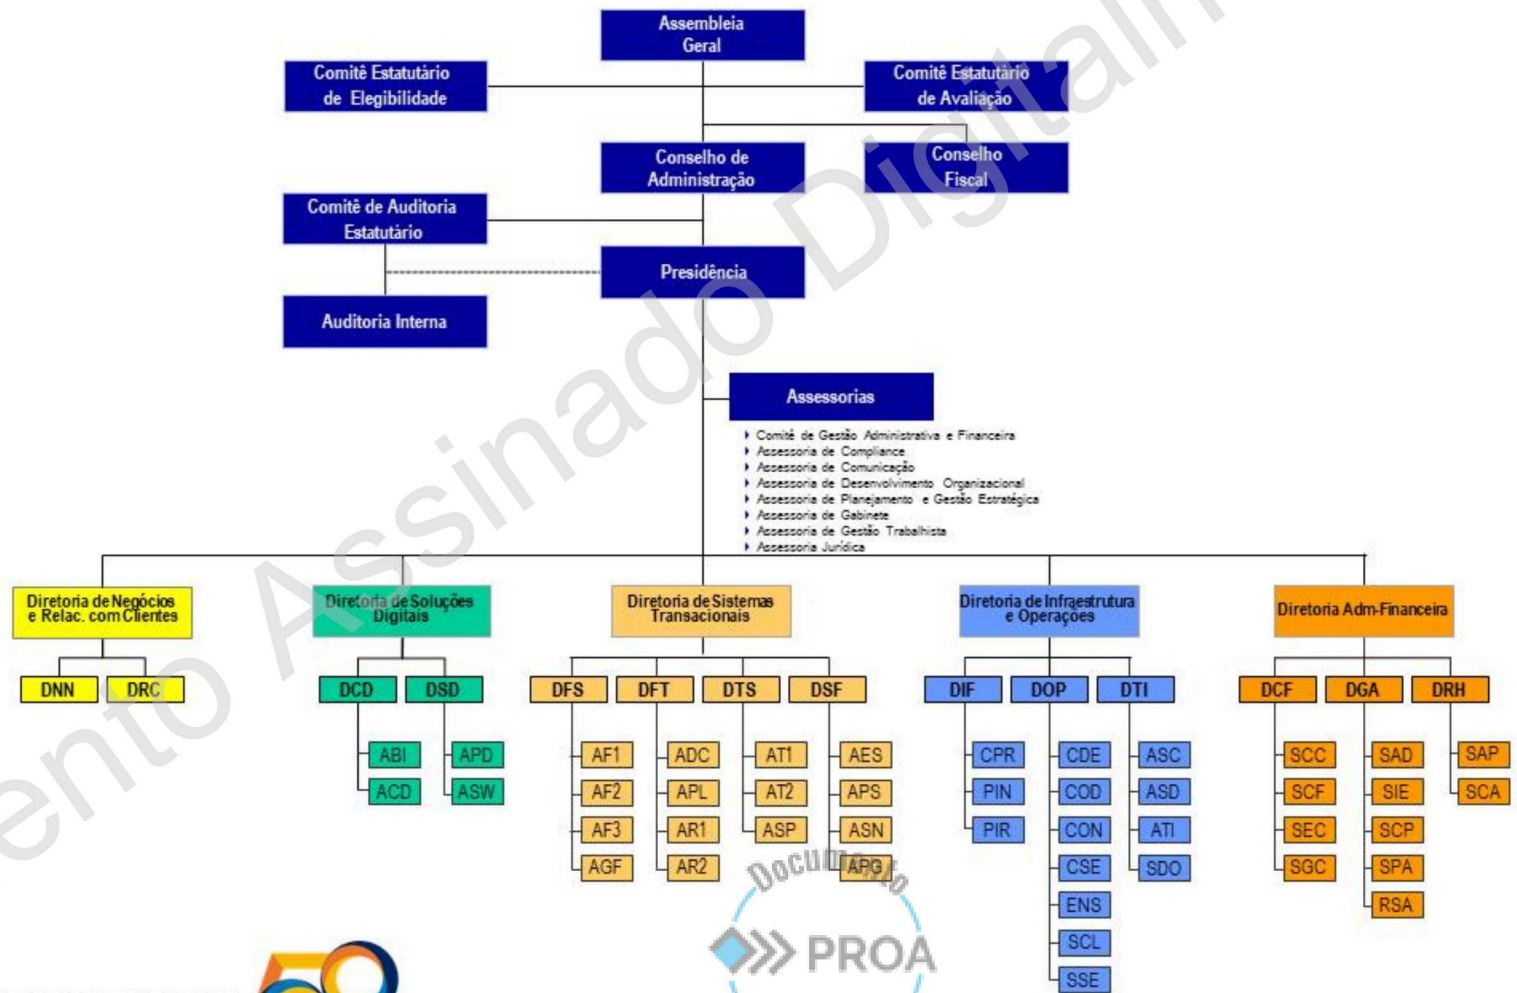 Assembleia
Geral
Comitê Estatutário
de Elegibilidade
Comitê Estatutário
de Avaliação
Conselho de
Administração
Conselho
Fiscal
Comitê de Auditoria
Estatutário
Presidência
Auditoria Interna
Assessorias
Comitê de Gestão Administrativa e Financeira
Assessoria de Compliance
Assessoria de Comunicação
Assessoria de Desenvolvimento Organizacional
Assessoria de Planejamento e Gestão Estratégica
Assessoria de Gabinete
Assessoria de Gestão Trabalhista
Assessoria Jurídica
Diretoria de Negócios
e Relac. com Clientes
DNN DRC
Diretoria de Soluções
Digitais
DCD DSD
ABI APD
ACD ASW
Diretoria de Sistemas
Transacionais
DFS DFT DTS DSF
AF1 ADC AT1 AES
AF2 APL AT2 APS
AF3 AR1 ASP ASN
AGF AR2 APG
Diretoria de Infraestrutura
e Operações
DIF DOP DTI
CPR CDE ASC
PIN COD ASD
PIR CON ATI
CSE SDO
ENS
SCL
SSE
Diretoria Adm-Financeira
DCF DGA DRH
SCC SAD SAP
SCF SIE SCA
SEC SCP
SGC SPA
RSA
Assinado
Documento
PROA
50